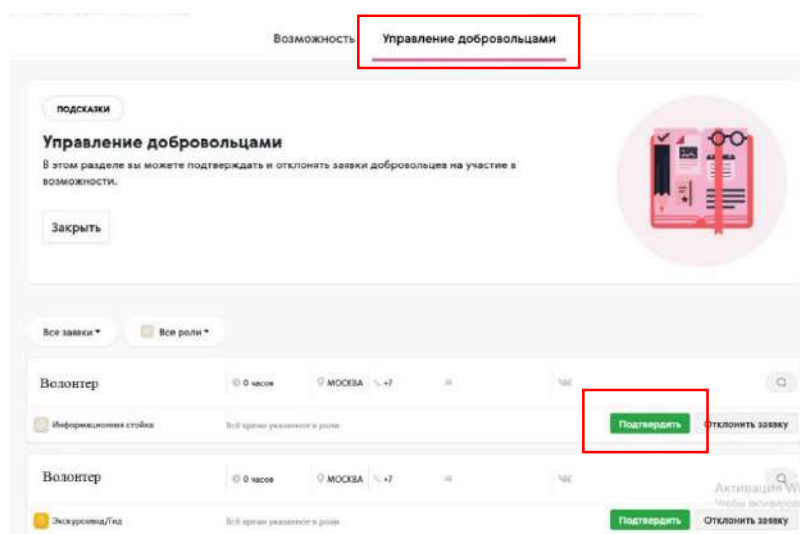 Возможность Управление добровольцами
ПОДСКАЗКИ
Управление добровольцами
В этом разделе вы можете подтверждать и отклонять заявки добровольцев на участие в
возможности.
Закрыть
Все заявки Все роли
Волонтер 0 часов МОСКВА +7
Информационная стойка Всё время указанное в роли Подтвердить Отклонить заявку
Волонтер 0 часов МОСКВА +7
Активация
Экскурсовод/Гид Всё время указанное в роли Подтвердить Отклонить заявку